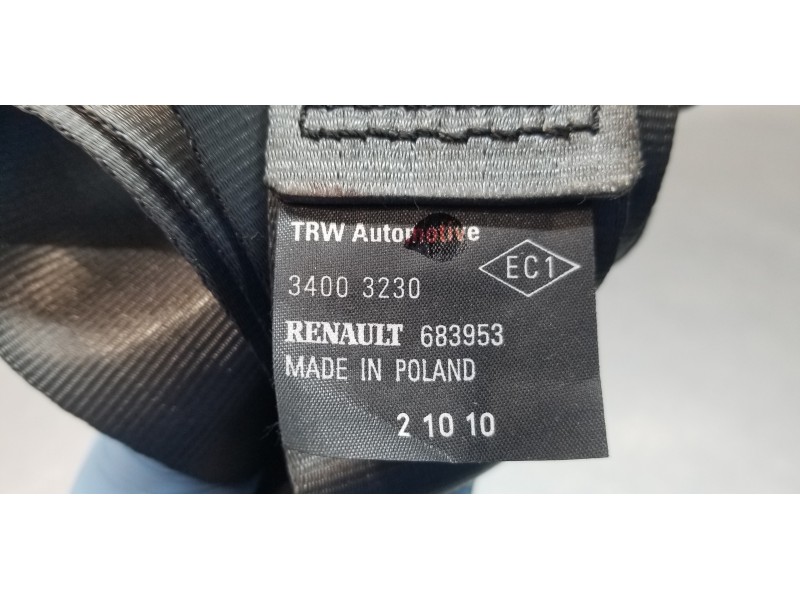 TRW Automotive
EC1
3400 3230
RENAULT 683953
MADE IN POLAND
2 10 10